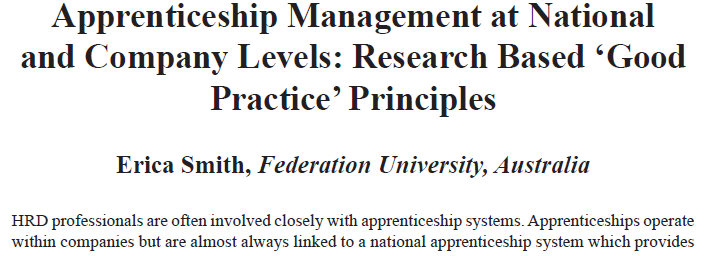 Apprenticeship Management at National
and Company Levels: Research Based ‘Good
Practice’ Principles
Erica Smith, Federation University, Australia
HRD professionals are often involved closely with apprenticeship systems. Apprenticeships operate
within companies but are almost always linked to a national apprenticeship system which provides